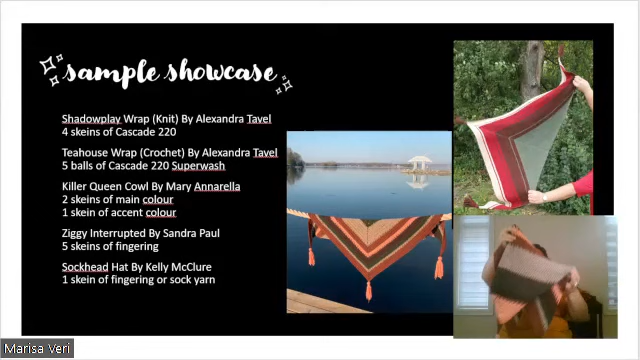 sample showcase
Shadowplay Wrap (Knit) By Alexandra Tavel
4 skeins of Cascade 220
Teahouse Wrap (Crochet) By Alexandra Tavel
5 balls of Cascade 220 Superwash
Killer Queen Cowl By Mary Annarella
2 skeins of main colour
1 skein of accent colour
Ziggy Interrupted By Sandra Paul
5 skeins of fingering
Sockhead Hat By Kelly McClure
1 skein of fingering or sock yarn
Marisa Veri